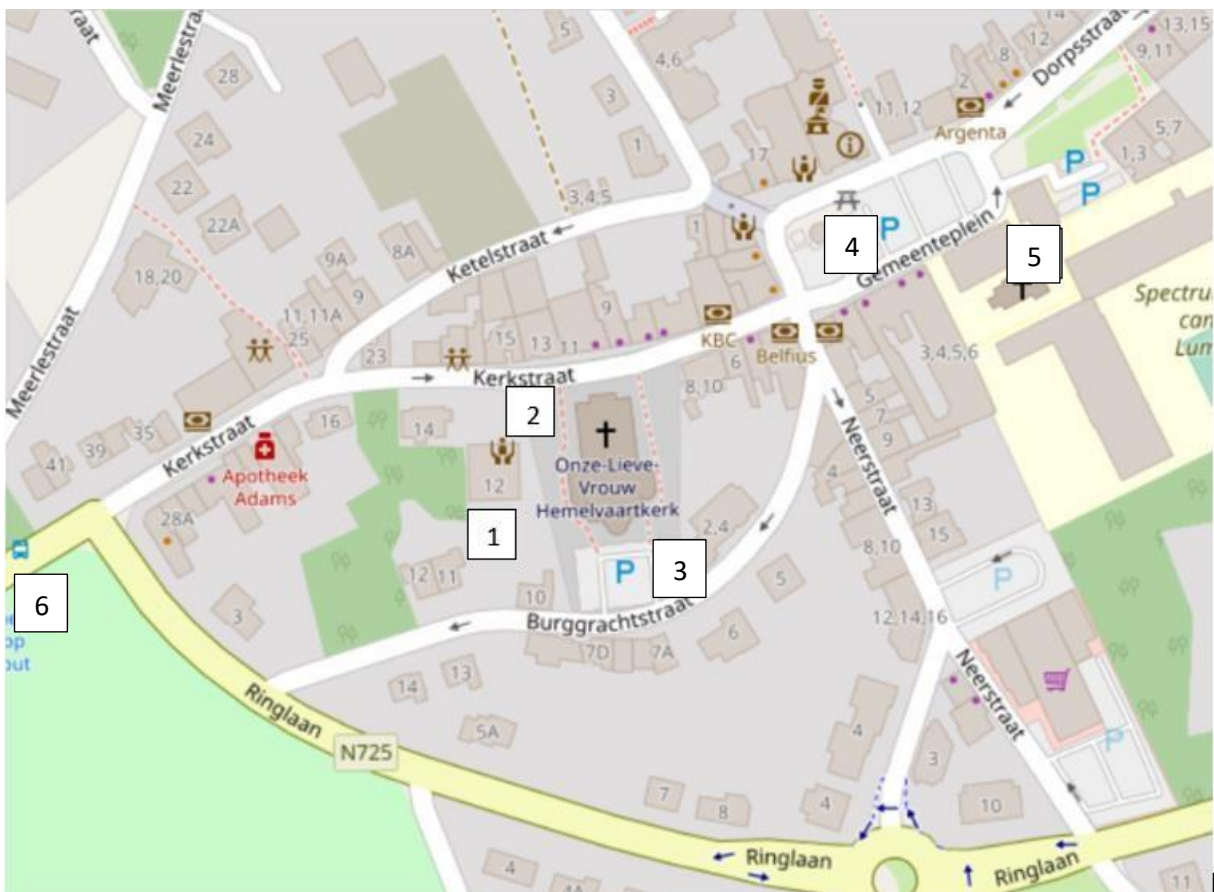 Meerlestraat
5
4,6
14
12
13,15
9,11
8
2
Dorpsstraat
28
3
11,12
Argenta
24
1
17
5,7
1,3
P
P
22
3,4,5
22A
1
P
4
5
Gemeenteplein
8A
Ketelstraat
9A
18,20
9
11,11A
25
9
15
13
11
KBC
Belfius
6
23
Kerkstraat
3,4,5,6
8,10
5
7
9
Meerlestraat
2
14
16
35
39
41
Kerkstraat
Apotheek
Adams
12
Onze-Lieve-
Vrouw
Hemelvaartkerk
4
Neerstraat
13
15
28A
1
2,4
8,10
3
P
P
12
11
10
5
6
3
Burggrachtstraat
12,14,16
6
7D
7A
Neerstraat
14
13
Ringlaan
5A
N725
4
3
P
7
8
4
10
Ringlaan
Ringlaan
4
4A
11